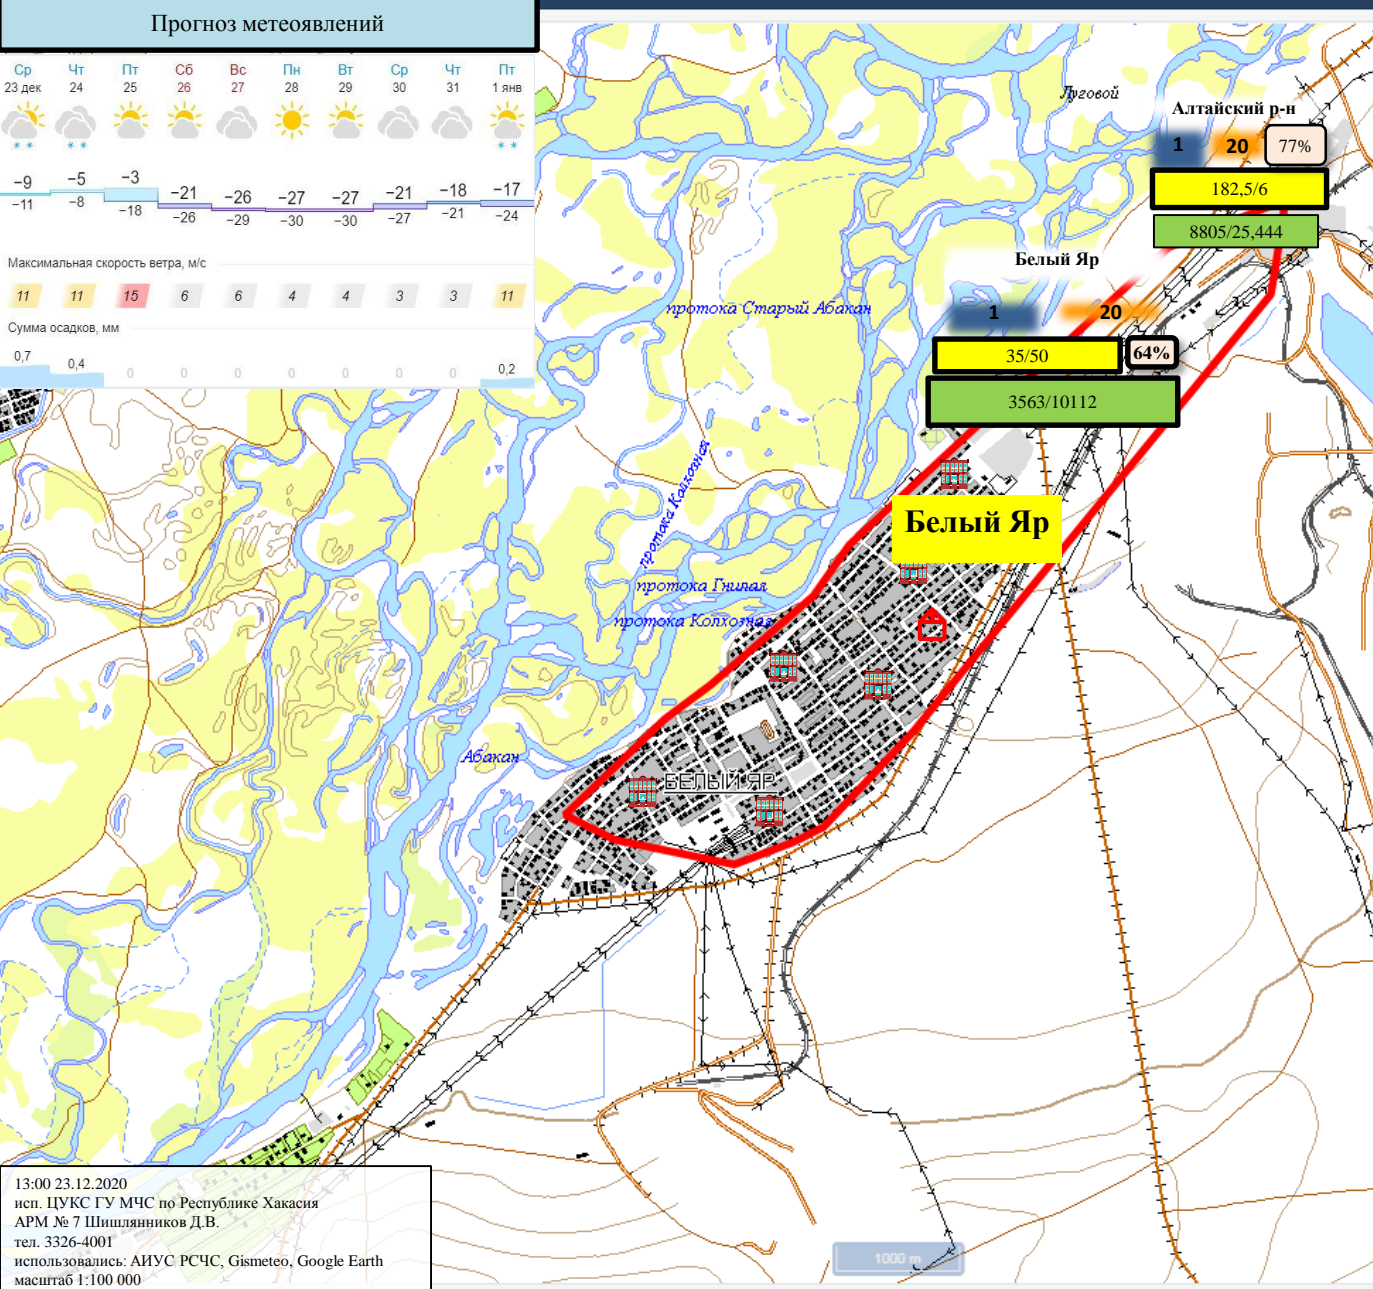 Прогноз метеоявлений
Ср Чт Пт Сб Вс Пн Вт Ср Чт Пт
23 дек 24 25 26 27 28 29 30 31 1 янв
−9 −5 −3 −21 −26 −27 −27 −21 −18 −17
−11 −8 −18 −26 −29 −30 −30 −27 −21 −24
Максимальная скорость ветра, м/с
11 11 15 6 6 4 4 3 3 11
Сумма осадков, мм
0,7 0,4 0 0 0 0 0 0 0 0,2
Луговой
Алтайский р-н
1 20 77%
182,5/6
8805/25,444
Белый Яр
1 20
35/50 64%
3563/10112
протока Старый Абакан
протока Колхозная
Белый Яр
протока Гнилая
протока Колхозная
Абакан
БЕЛЫЙ ЯР
13:00 23.12.2020
исп. ЦУКС ГУ МЧС по Республике Хакасия
АРМ № 7 Шишлянников Д.В.
тел. 3326-4001
использовались: АИУС РСЧС, Gismeteo, Google Earth
масштаб 1:100 000
1000 m